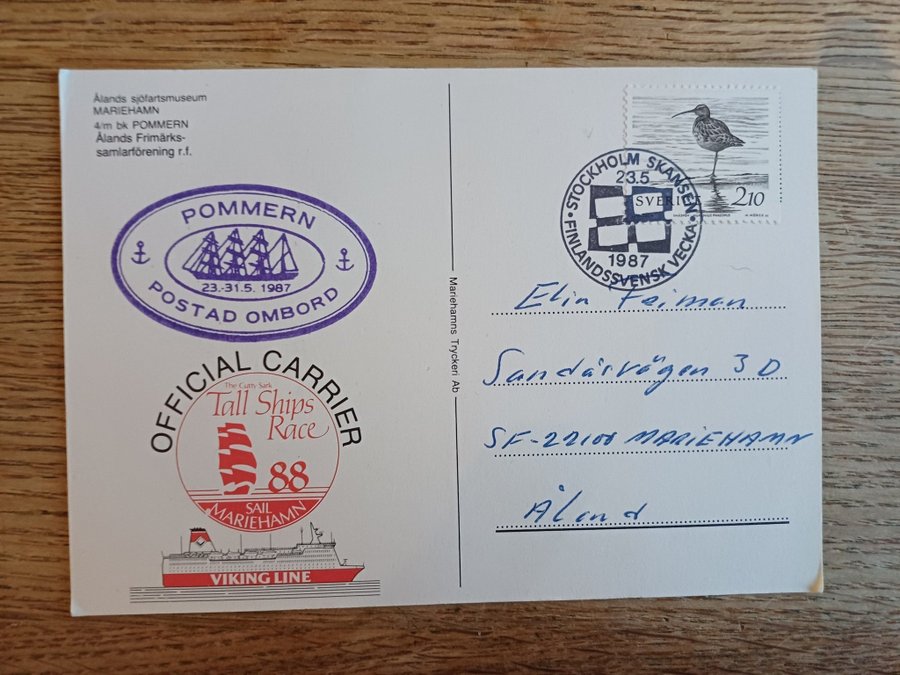 Ålands sjöfartsmuseum
MARIEHAMN
4/m bk POMMERN
Ålands Frimärks-
samlarförening r.f.
POMMERN
23.-31.5. 1987
POSTAD OMBORD
OFFICIAL CARRIER
The Cutty Sark
Tall Ships
Race
88
SAIL
MARIEHAMN
VIKING LINE
Mariehamns Tryckeri Ab
STOCKHOLM SKANSEN
23.5
1987
FINLANDSSVENSK VECKA
SVERIGE
210
Elin Feiman
Sandåsvägen 3 D
SF-22100 MARIEHAMN
Åland